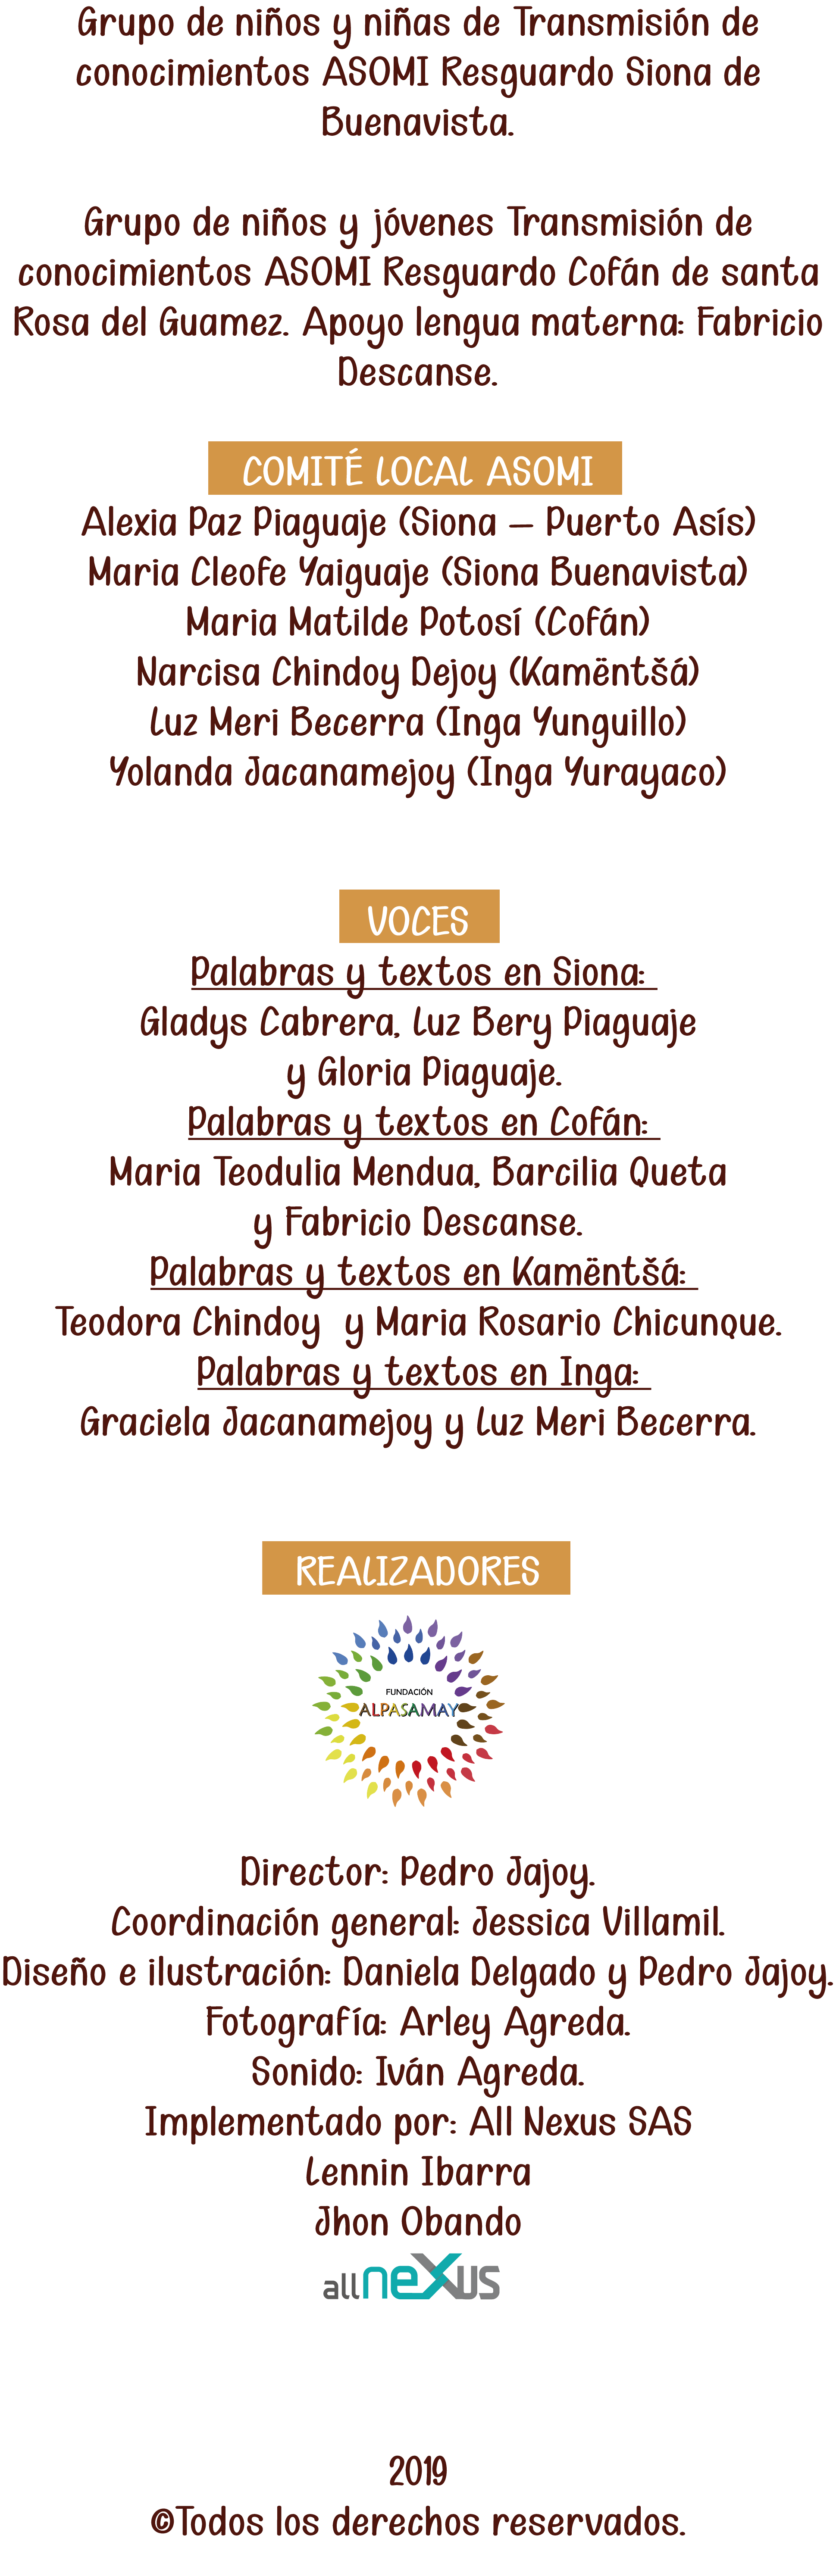 Grupo de niños y niñas de Transmisión de
conocimientos ASOMI Resguardo Siona de
Buenavista.
Grupo de niños y jóvenes Transmisión de
conocimientos ASOMI Resguardo Cofán de santa
Rosa del Guamez. Apoyo lengua materna: Fabricio
Descanse.
COMITÉ LOCAL ASOMI
Alexia Paz Piaguaje (Siona – Puerto Asís)
Maria Cleofe Yaiguaje (Siona Buenavista)
Maria Matilde Potosí (Cofán)
Narcisa Chindoy Dejoy (Kamëntšá)
Luz Meri Becerra (Inga Yunguillo)
Yolanda Jacanamejoy (Inga Yurayaco)
VOCES
Palabras y textos en Siona:
Gladys Cabrera, Luz Bery Piaguaje
y Gloria Piaguaje.
Palabras y textos en Cofán:
Maria Teodulia Mendua, Barcilia Queta
y Fabricio Descanse.
Palabras y textos en Kamëntšá:
Teodora Chindoy y Maria Rosario Chicunque.
Palabras y textos en Inga:
Graciela Jacanamejoy y Luz Meri Becerra.
REALIZADORES
FUNDACIÓN
ALPASAMAY
Director: Pedro Jajoy.
Coordinación general: Jessica Villamil.
Diseño e ilustración: Daniela Delgado y Pedro Jajoy.
Fotografía: Arley Agreda.
Sonido: Iván Agreda.
Implementado por: All Nexus SAS
Lennin Ibarra
Jhon Obando
all neXus
2019
©Todos los derechos reservados.